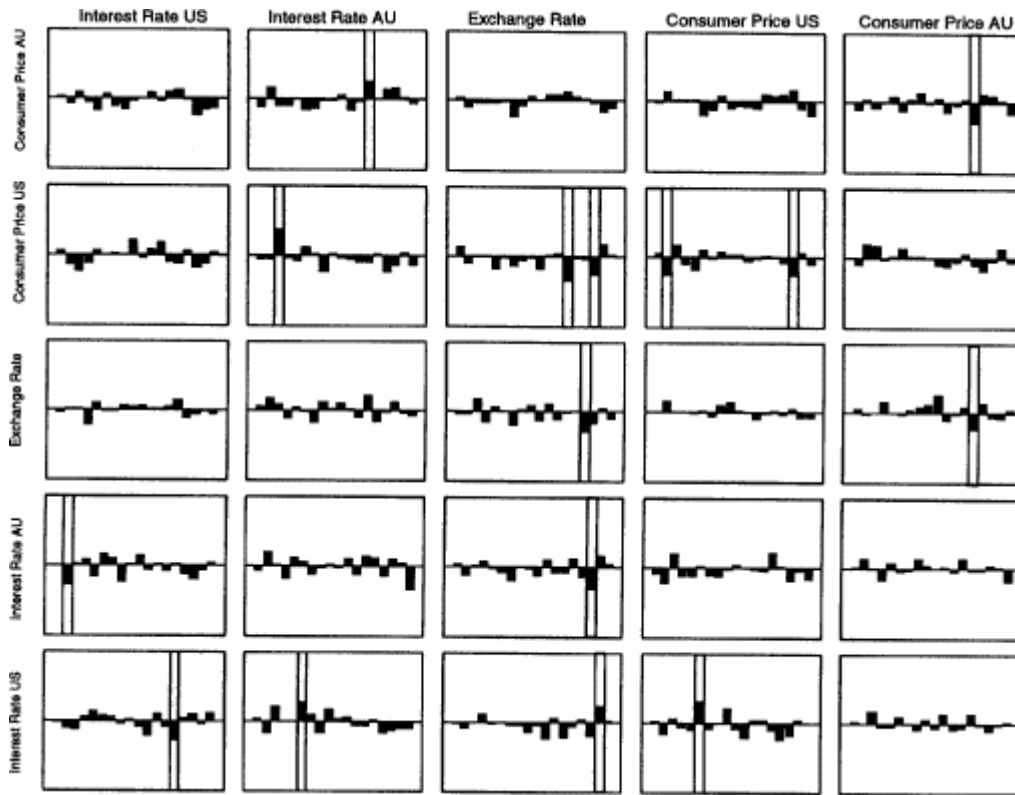 Interest Rate US
Interest Rate AU
Exchange Rate
Consumer Price US
Consumer Price AU
Consumer Price AU
Consumer Price US
Exchange Rate
Interest Rate AU
Interest Rate US